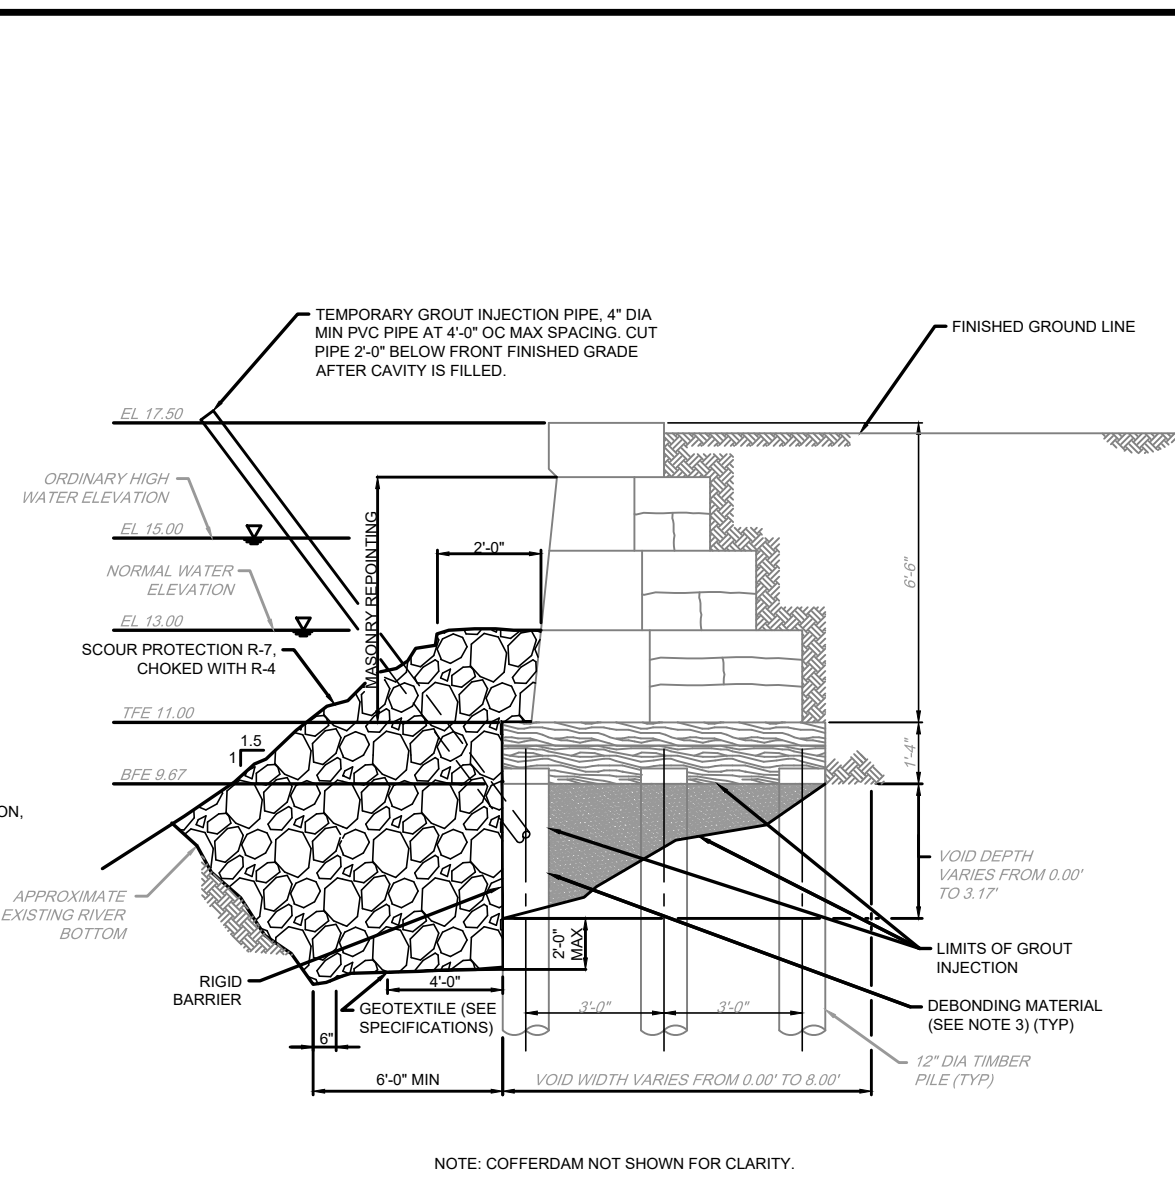 TEMPORARY GROUT INJECTION PIPE, 4" DIA
MIN PVC PIPE AT 4'-0" OC MAX SPACING. CUT
PIPE 2'-0" BELOW FRONT FINISHED GRADE
AFTER CAVITY IS FILLED.
FINISHED GROUND LINE
EL 17.50
ORDINARY HIGH
WATER ELEVATION
EL 15.00
NORMAL WATER
ELEVATION
EL 13.00
SCOUR PROTECTION R-7,
CHOKED WITH R-4
MASONRY REPOINTING
2'-0"
6'-6"
TFE 11.00
1.5
1
1'-4"
BFE 9.67
ON,
VOID DEPTH
VARIES FROM 0.00'
TO 3.17'
APPROXIMATE
EXISTING RIVER
BOTTOM
2'-0"
MAX
LIMITS OF GROUT
INJECTION
RIGID
BARRIER
4'-0"
GEOTEXTILE (SEE
SPECIFICATIONS)
3'-0"
3'-0"
DEBONDING MATERIAL
(SEE NOTE 3) (TYP)
6"
12" DIA TIMBER
PILE (TYP)
6'-0" MIN
VOID WIDTH VARIES FROM 0.00' TO 8.00'
NOTE: COFFERDAM NOT SHOWN FOR CLARITY.